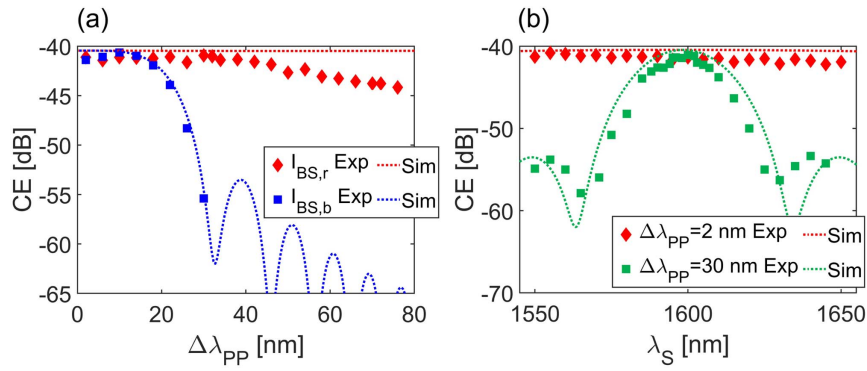 (a)
-40
-45
-50
-55
-60
-65
CE [dB]
I_BS,r Exp Sim
I_BS,b Exp Sim
0 20 40 60 80
Δλ_PP [nm]
(b)
-40
-50
-60
-70
CE [dB]
Δλ_PP=2 nm Exp Sim
Δλ_PP=30 nm Exp Sim
1550 1600 1650
λ_S [nm]